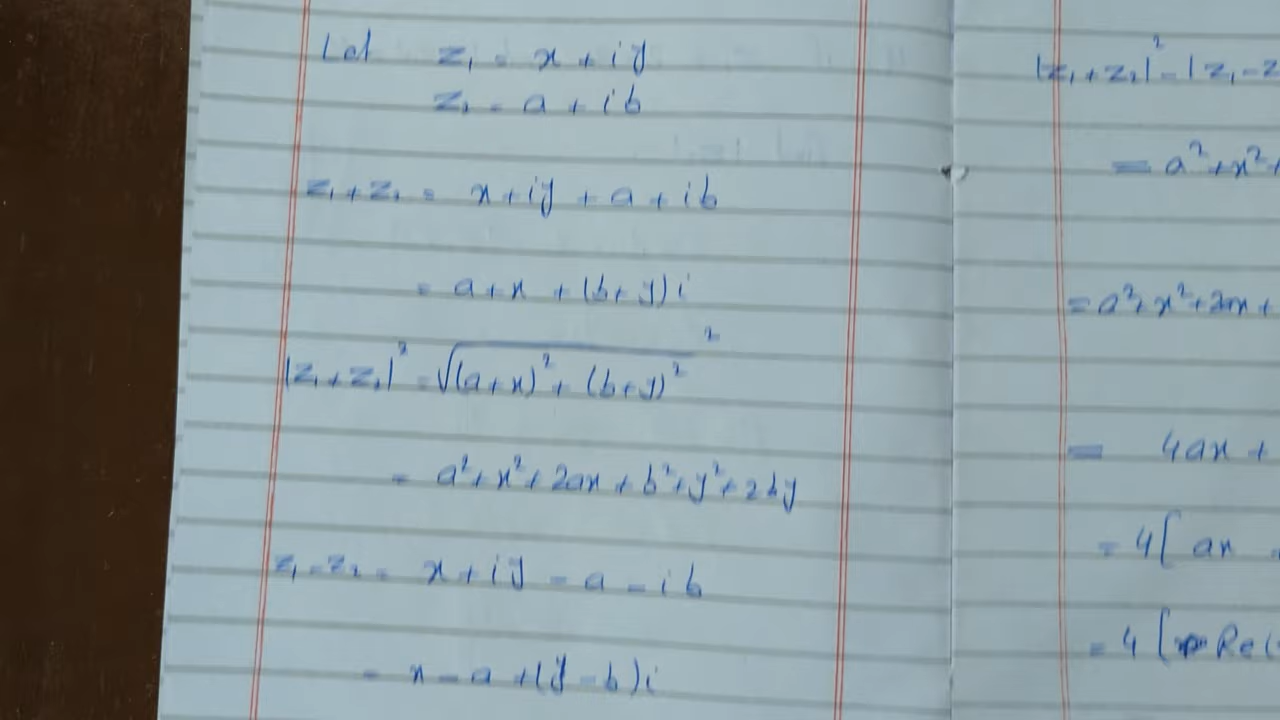 Let z₁ = x + iy
z₂ = a + ib
z₁ + z₂ = x + iy + a + ib
= a + x + (b + y)i
|z₁ + z₂|² = √((a + x)² + (b + y)²)²
= a² + x² + 2ax + b² + y² + 2by
z₁ - z₂ = x + iy - a - ib
= x - a + (y - b)i
|z₁ + z₂|² - |z₁ - z
= a² + x² +
= a² + x² + 2ax +
= 4ax +
= 4[ ax
= 4[ Re(